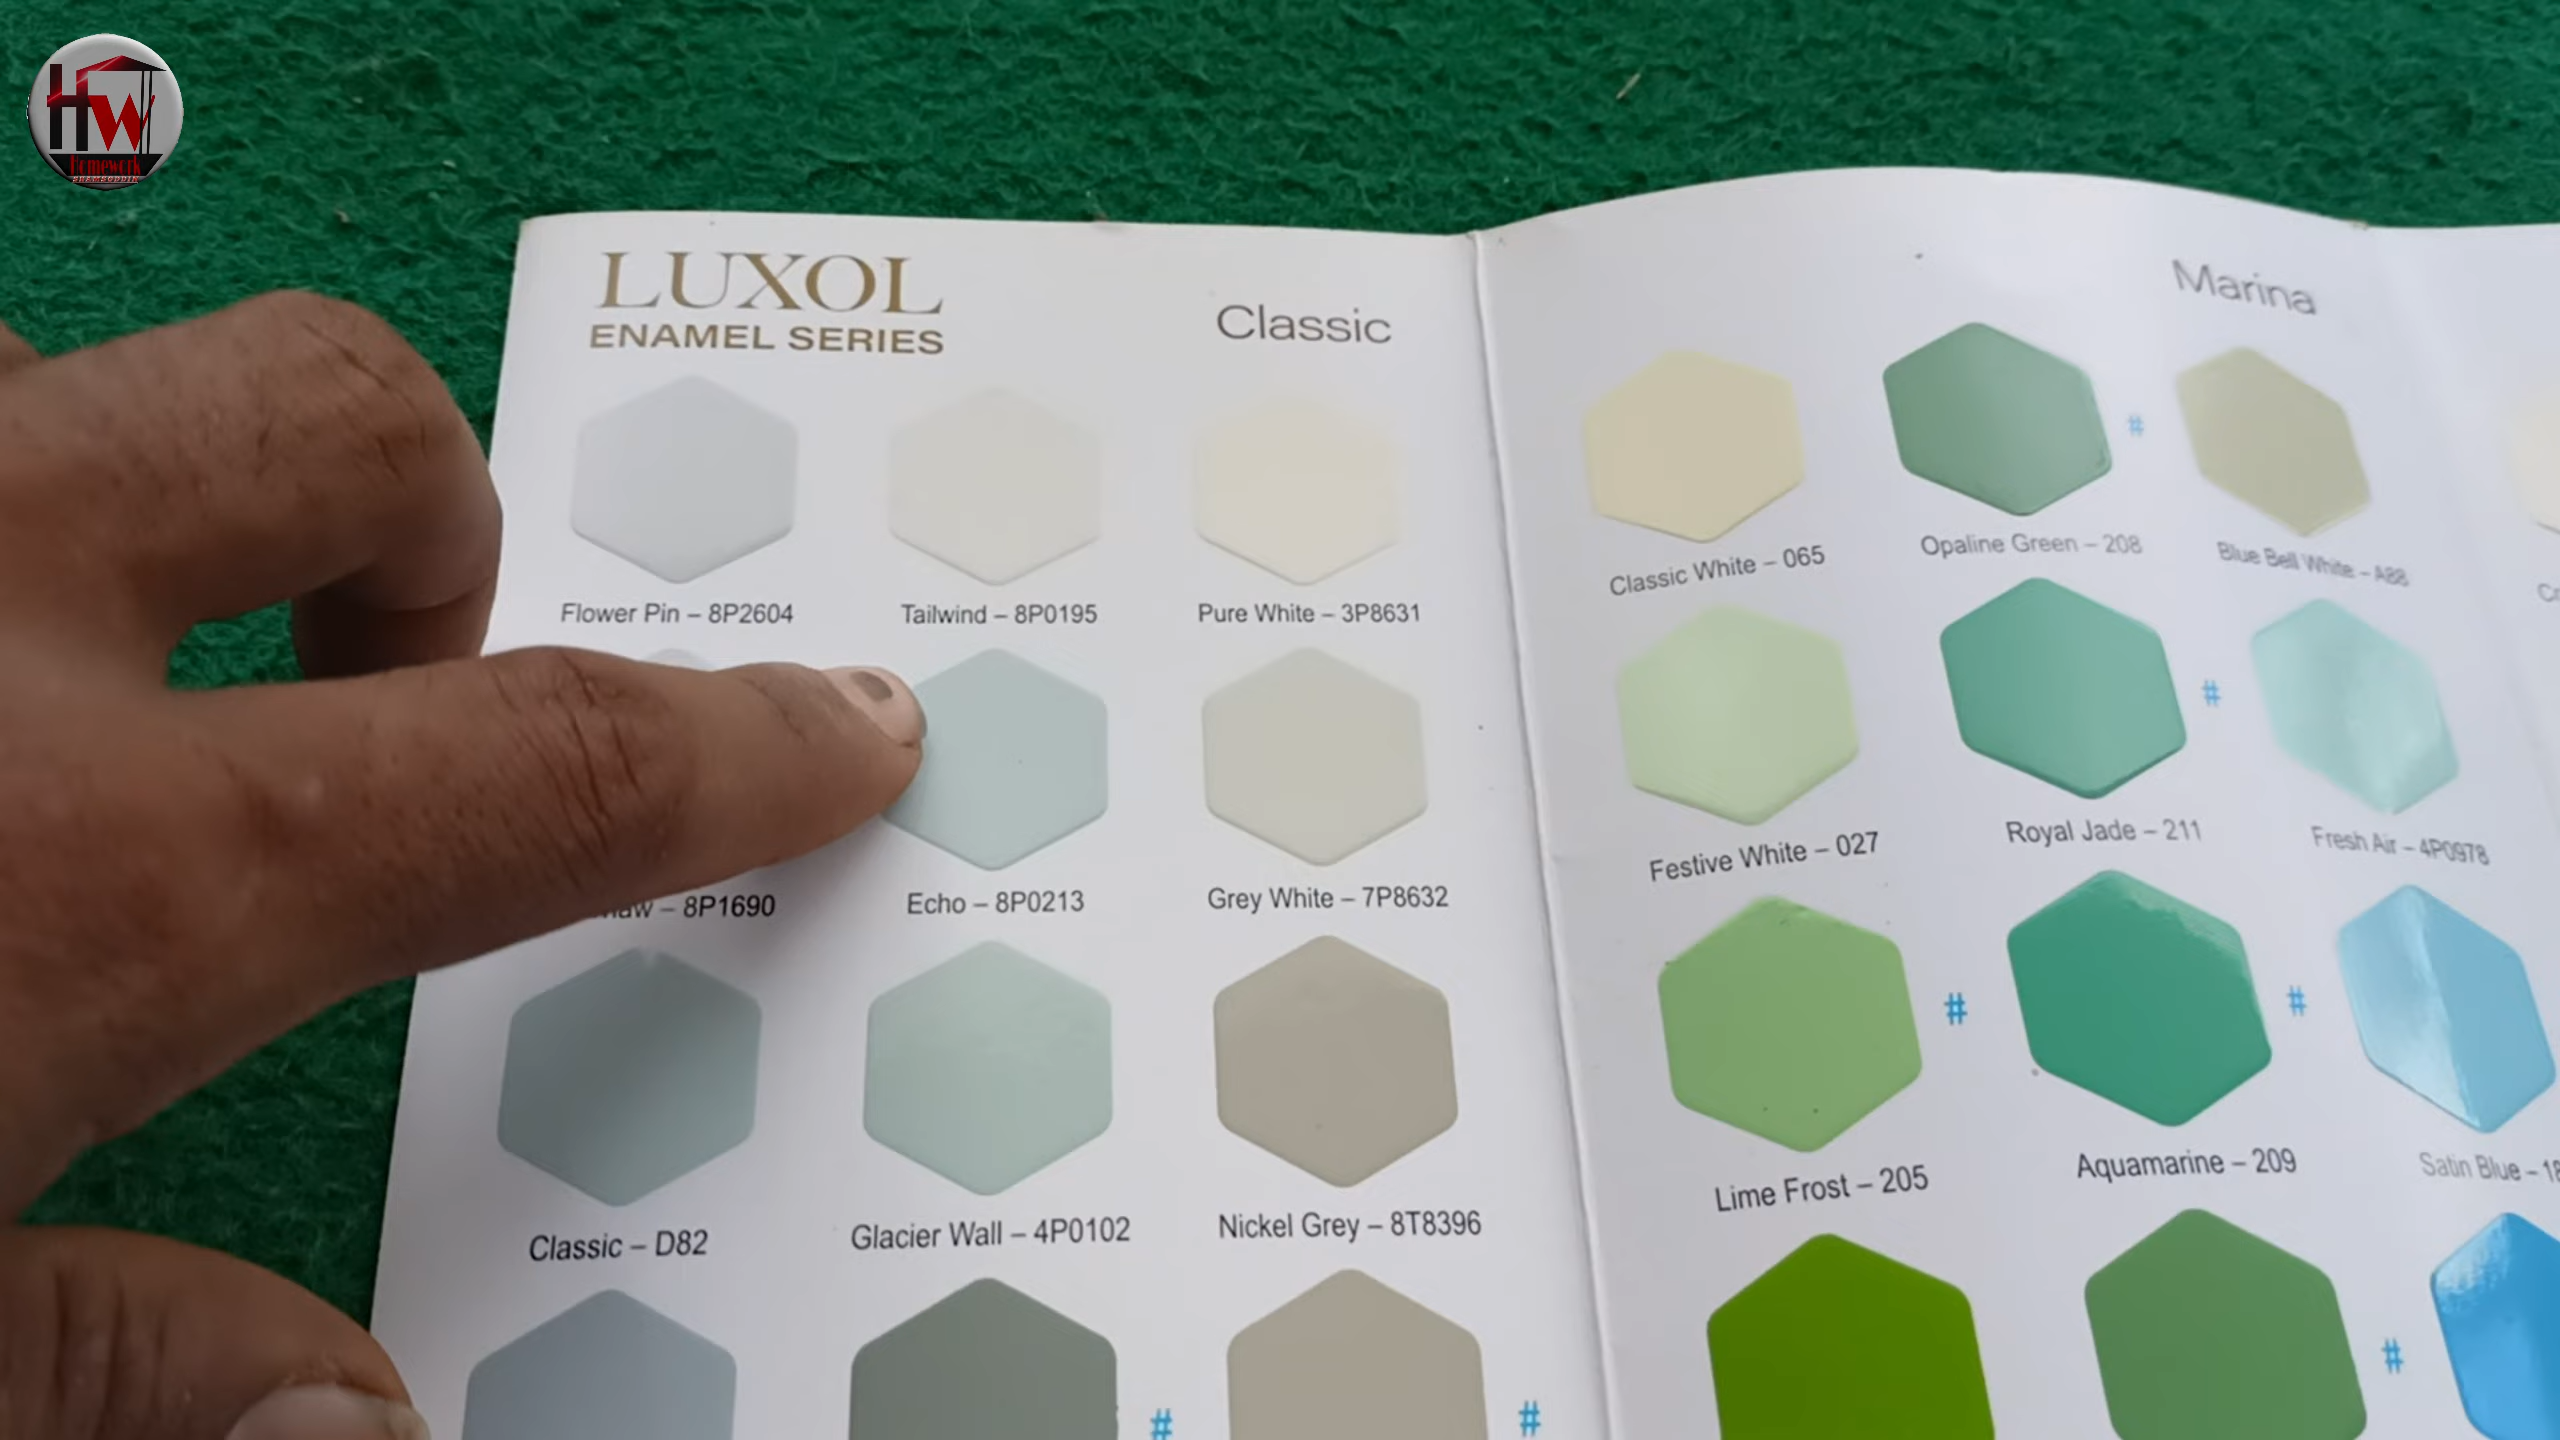 HW
Homework
LUXOL
ENAMEL SERIES
Classic
Flower Pin – 8P2604
Tailwind – 8P0195
Pure White – 3P8631
– 8P1690
Echo – 8P0213
Grey White – 7P8632
Classic – D82
Glacier Wall – 4P0102
Nickel Grey – 8T8396
#
#
Marina
#
Classic White – 065
Opaline Green – 208
Blue Bell White – A88
#
Festive White – 027
Royal Jade – 211
Fresh Air – 4P0978
#
#
Lime Frost – 205
Aquamarine – 209
Satin Blue –
#